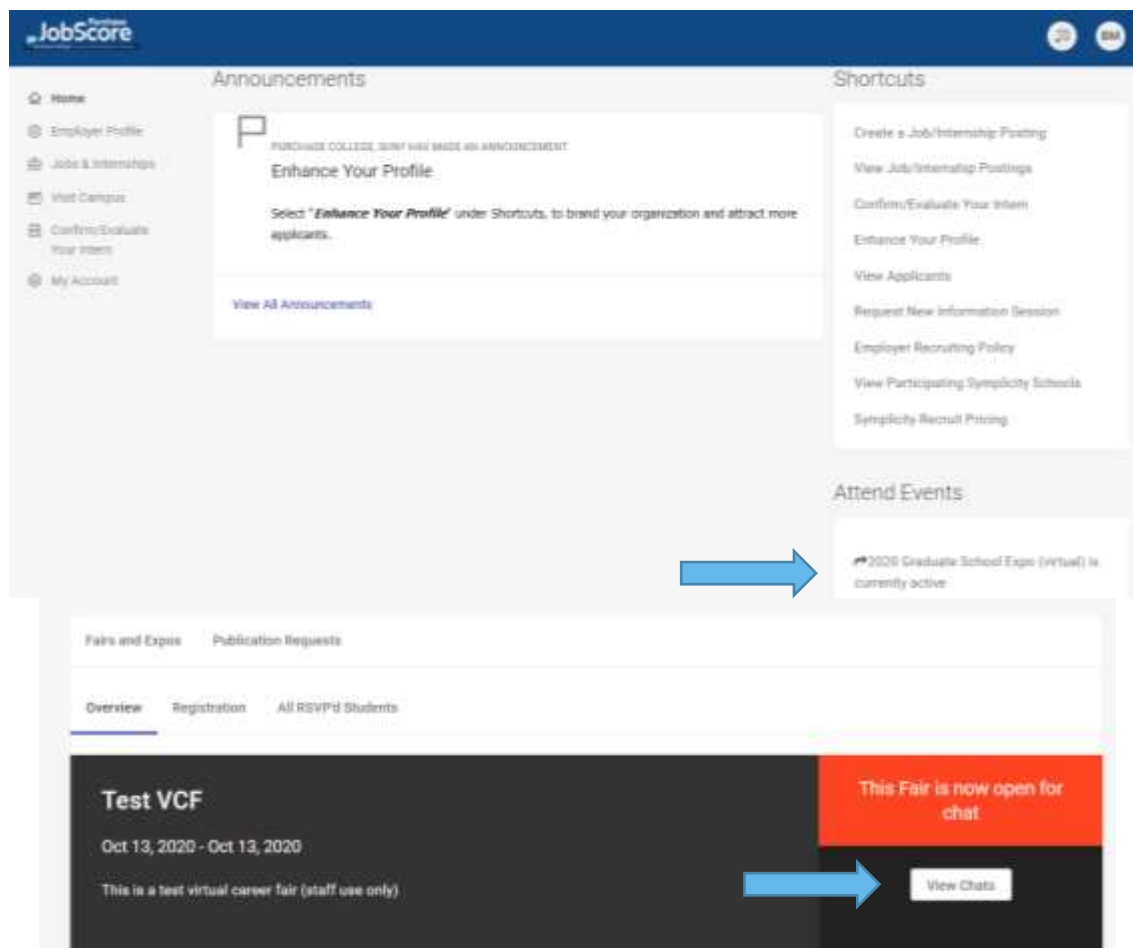 Purchase
JobScore
BM
Home
Employer Profile
Jobs & Internships
Visit Campus
Confirm/Evaluate
Your Intern
My Account
Announcements
PURCHASE COLLEGE, SUNY HAS MADE AN ANNOUNCEMENT
Enhance Your Profile
Select "Enhance Your Profile" under Shortcuts, to brand your organization and attract more
applicants.
View All Announcements
Shortcuts
Create a Job/Internship Posting
View Job/Internship Postings
Confirm/Evaluate Your Intern
Enhance Your Profile
View Applicants
Request New Information Session
Employer Recruiting Policy
View Participating Symplicity Schools
Symplicity Recruit Pricing
Attend Events
2020 Graduate School Expo (virtual) is
currently active
Fairs and Expos Publication Requests
Overview Registration All RSVP'd Students
Test VCF
Oct 13, 2020 - Oct 13, 2020
This is a test virtual career fair (staff use only)
This Fair is now open for
chat
View Chats